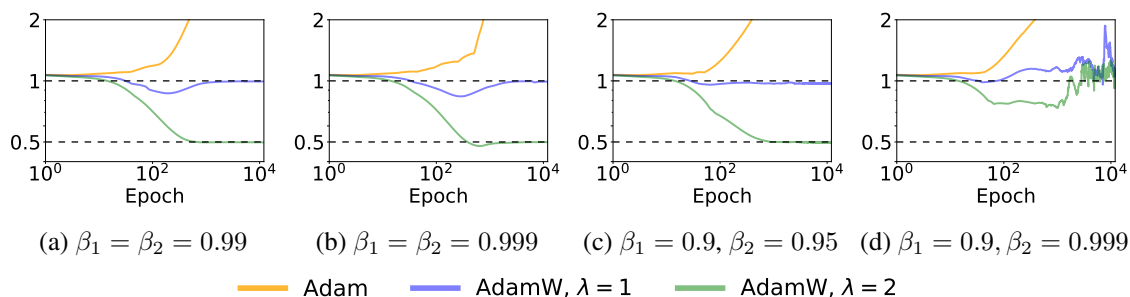 2
1
0.5
10^0 10^2 10^4
Epoch
2
1
0.5
10^0 10^2 10^4
Epoch
2
1
0.5
10^0 10^2 10^4
Epoch
2
1
0.5
10^0 10^2 10^4
Epoch
(a) β₁ = β₂ = 0.99
(b) β₁ = β₂ = 0.999
(c) β₁ = 0.9, β₂ = 0.95
(d) β₁ = 0.9, β₂ = 0.999
Adam
AdamW, λ = 1
AdamW, λ = 2